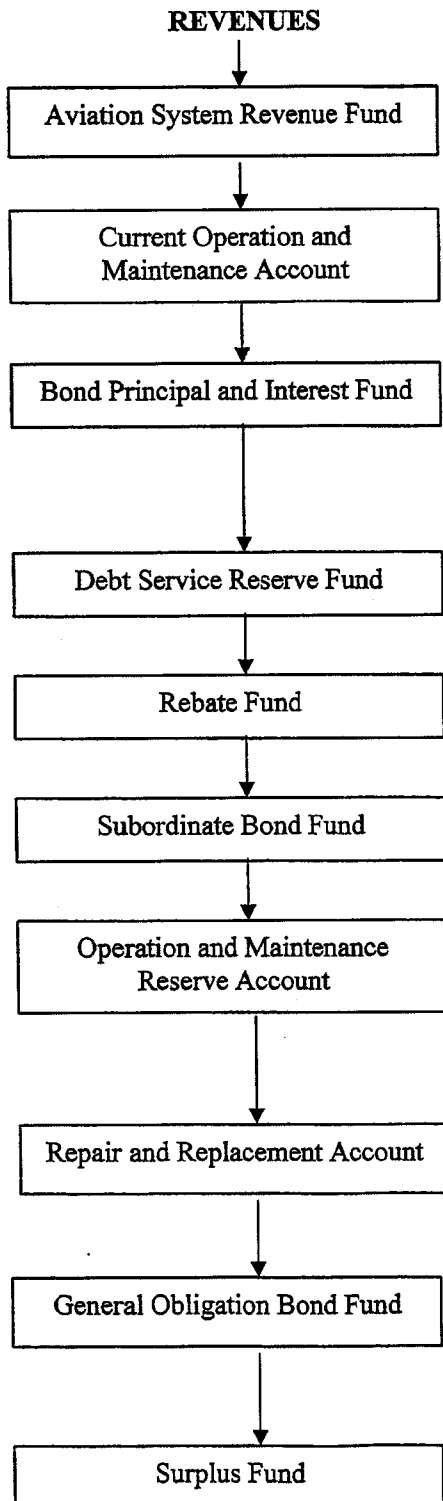 REVENUES
Aviation System Revenue Fund
Current Operation and
Maintenance Account
Bond Principal and Interest Fund
Debt Service Reserve Fund
Rebate Fund
Subordinate Bond Fund
Operation and Maintenance
Reserve Account
Repair and Replacement Account
General Obligation Bond Fund
Surplus Fund